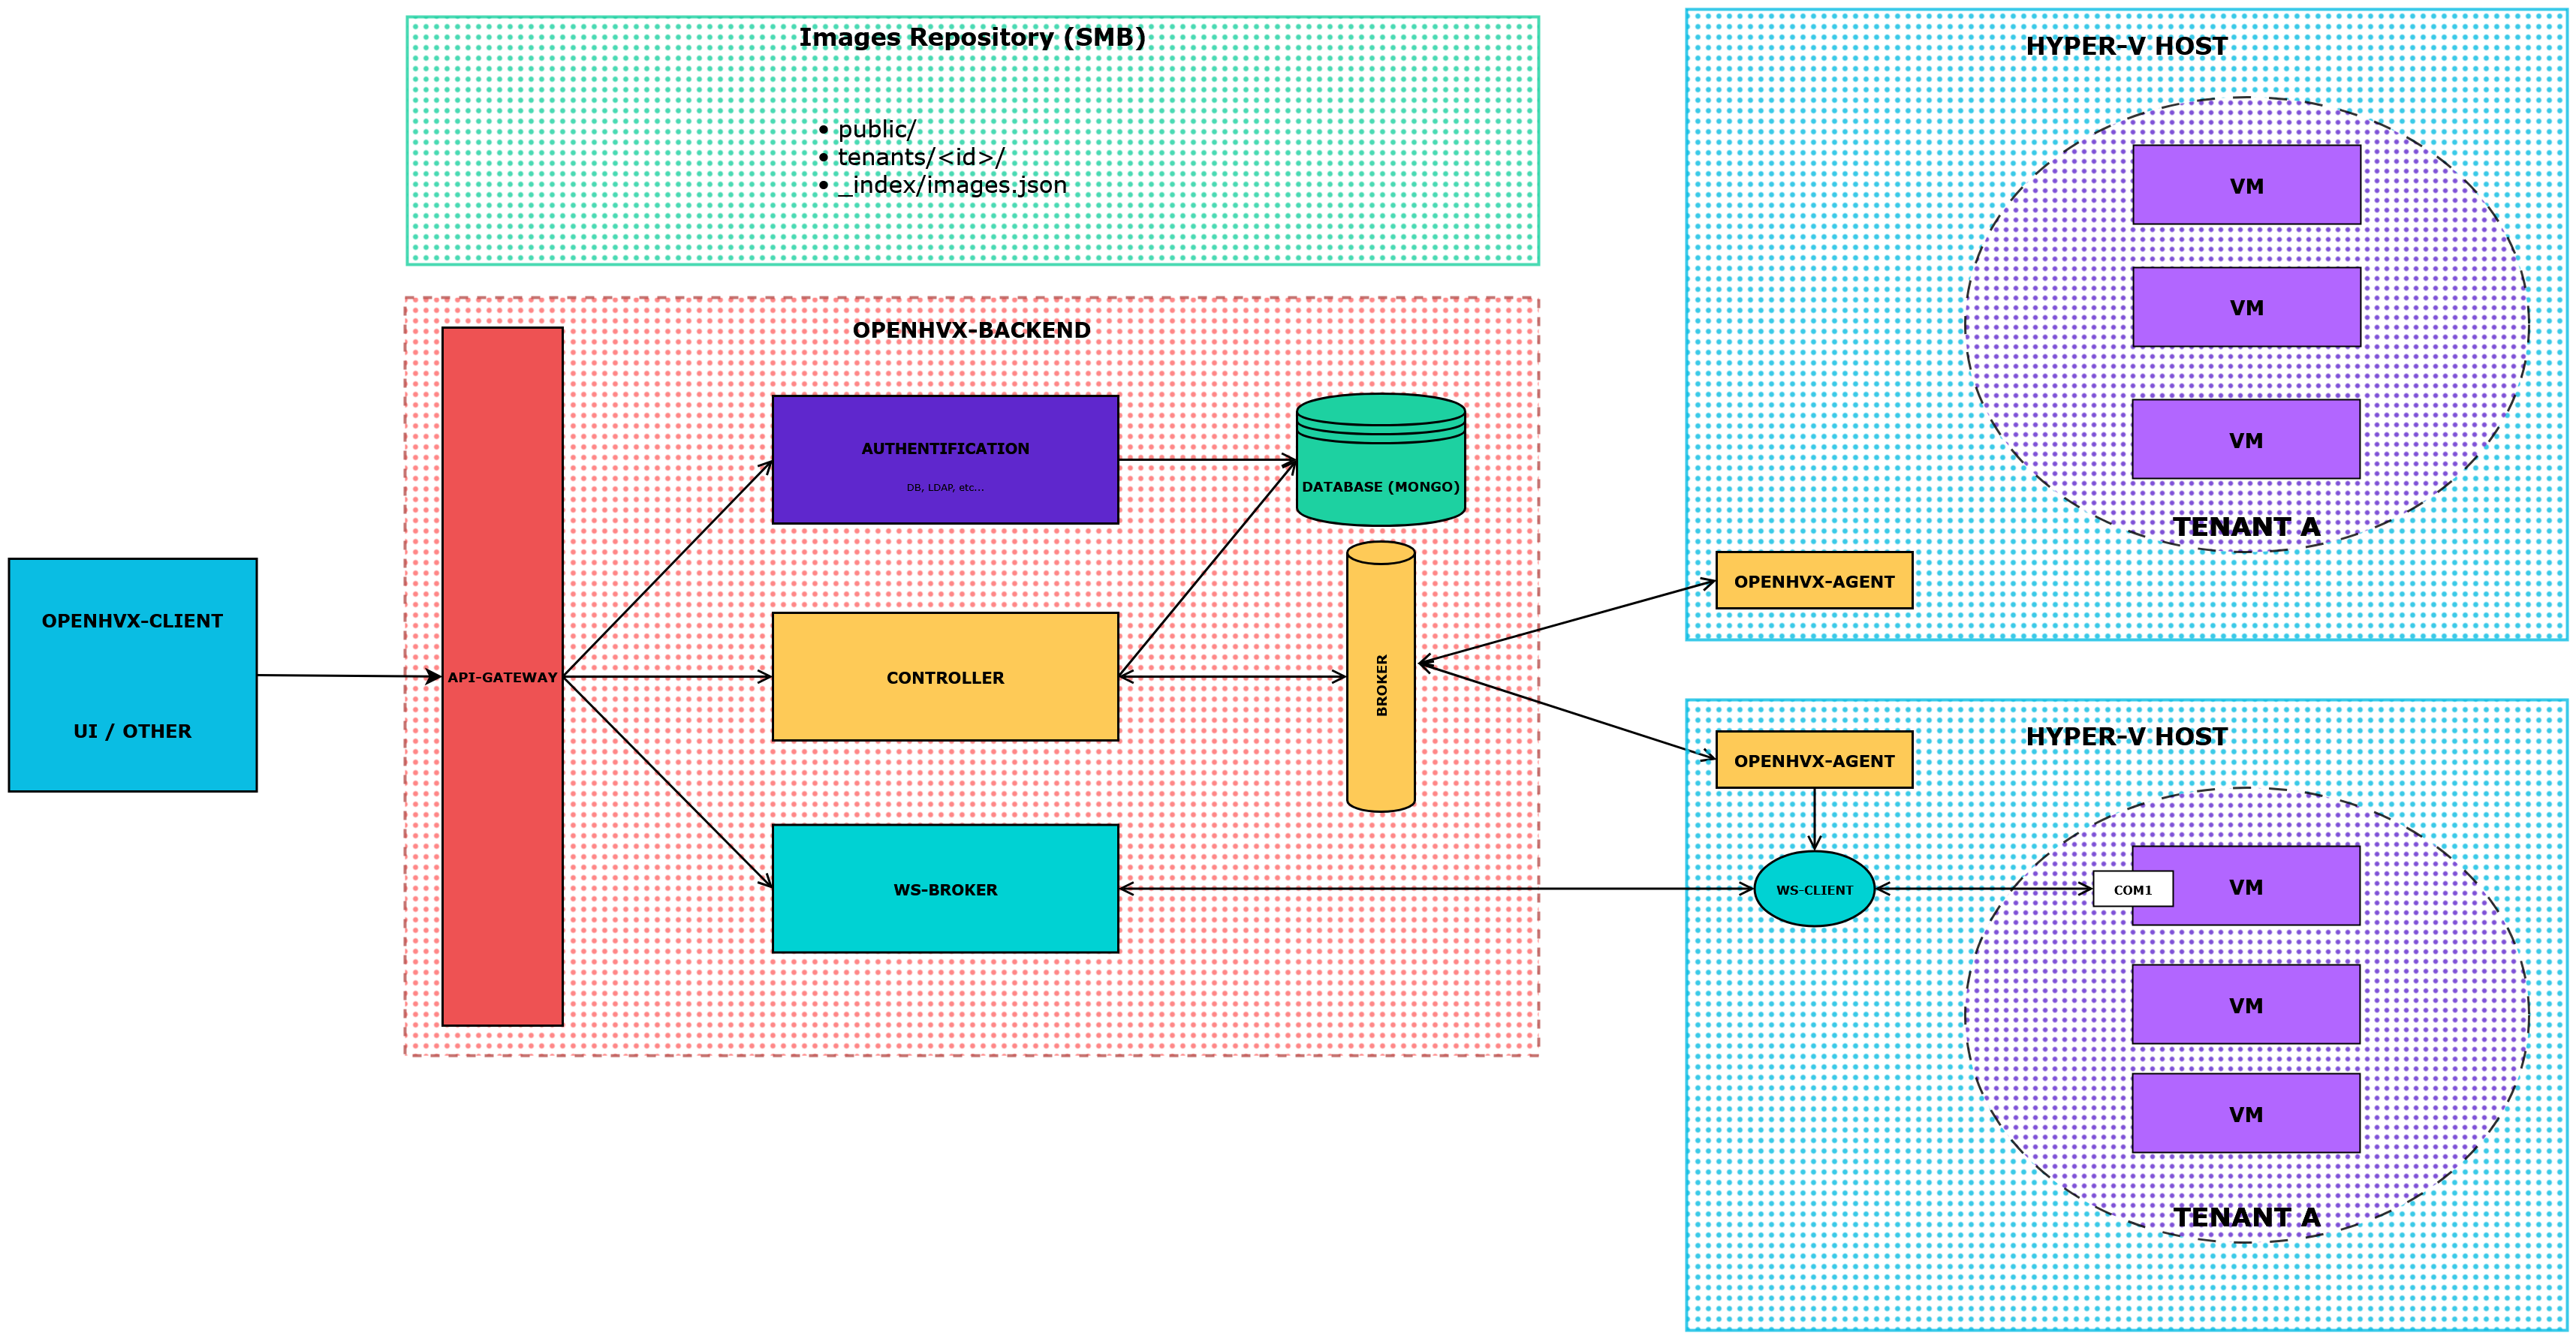 Images Repository (SMB)
• public/
• tenants/<id>/
• _index/images.json
OPENHVX-CLIENT
UI / OTHER
OPENHVX-BACKEND
API-GATEWAY
AUTHENTIFICATION
DB, LDAP, etc...
CONTROLLER
WS-BROKER
DATABASE (MONGO)
BROKER
HYPER-V HOST
VM
VM
VM
TENANT A
OPENHVX-AGENT
HYPER-V HOST
OPENHVX-AGENT
WS-CLIENT
COM1
VM
VM
VM
TENANT A